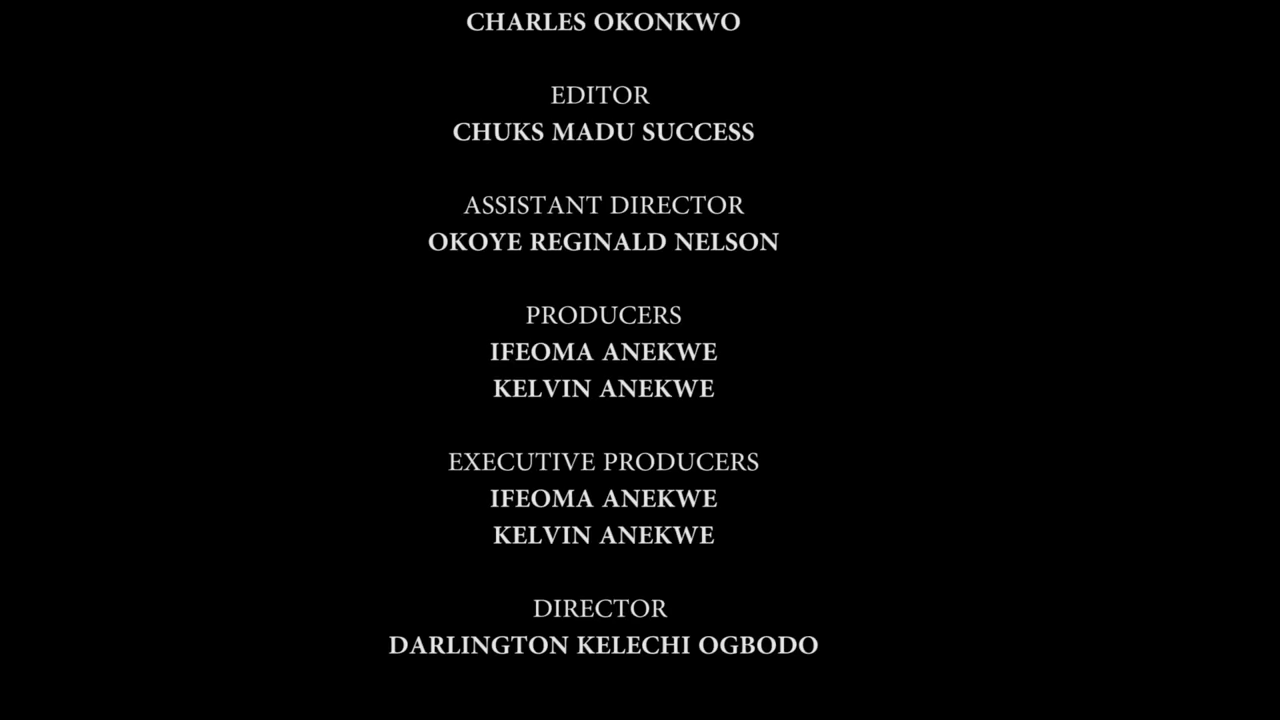 CHARLES OKONKWO
EDITOR
CHUKS MADU SUCCESS
ASSISTANT DIRECTOR
OKOYE REGINALD NELSON
PRODUCERS
IFEOMA ANEKWE
KELVIN ANEKWE
EXECUTIVE PRODUCERS
IFEOMA ANEKWE
KELVIN ANEKWE
DIRECTOR
DARLINGTON KELECHI OGBODO